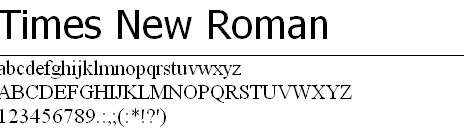 Times New Roman
abcdefghijklmnopqrstuvwxyz
ABCDEFGHIJKLMNOPQRSTUVWXYZ
123456789.:,;(:*!?')